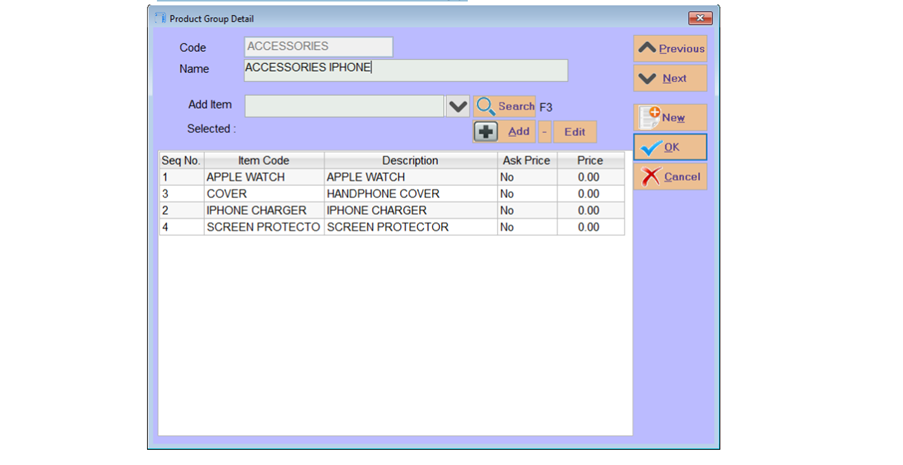 Product Group Detail
Code ACCESSORIES
Name ACCESSORIES IPHONE
Add Item Search F3
Selected :
Add - Edit
Previous
Next
New
OK
Cancel
Seq No. Item Code Description Ask Price Price
1 APPLE WATCH APPLE WATCH No 0.00
3 COVER HANDPHONE COVER No 0.00
2 IPHONE CHARGER IPHONE CHARGER No 0.00
4 SCREEN PROTECTO SCREEN PROTECTOR No 0.00